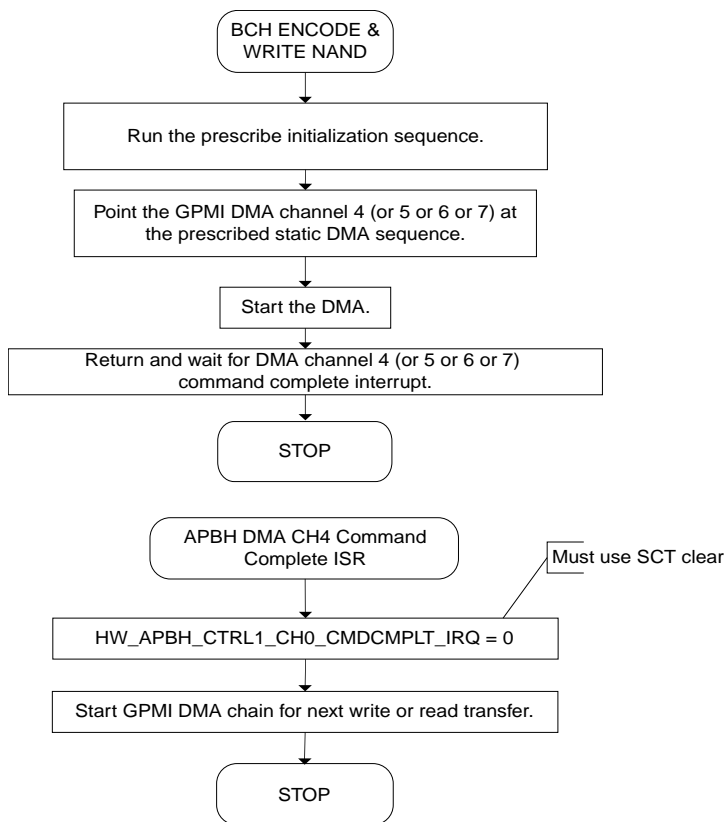 BCH ENCODE &
WRITE NAND
Run the prescribe initialization sequence.
Point the GPMI DMA channel 4 (or 5 or 6 or 7) at
the prescribed static DMA sequence.
Start the DMA.
Return and wait for DMA channel 4 (or 5 or 6 or 7)
command complete interrupt.
STOP
APBH DMA CH4 Command
Complete ISR
Must use SCT clear
HW_APBH_CTRL1_CH0_CMDCMPLT_IRQ = 0
Start GPMI DMA chain for next write or read transfer.
STOP